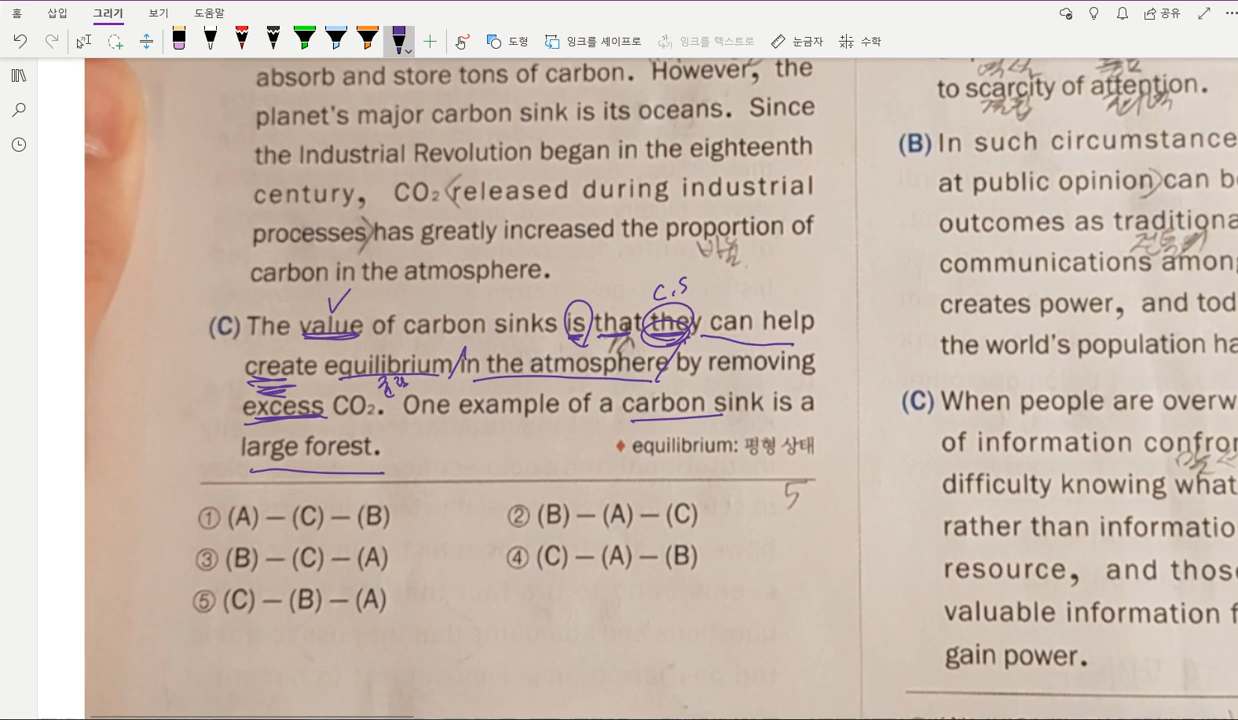 홈 삽입 그리기 보기 도움말
공유
도형 잉크를 셰이프로 잉크를 텍스트로 눈금자 수학
absorb and store tons of carbon. However, the
planet's major carbon sink is its oceans. Since
the Industrial Revolution began in the eighteenth
century, CO₂ released during industrial
processes has greatly increased the proportion of
carbon in the atmosphere.
C.S
(C) The value of carbon sinks is that they can help
create equilibrium in the atmosphere by removing
excess CO₂. One example of a carbon sink is a
large forest.
◆ equilibrium: 평형 상태
5
① (A) – (C) – (B) ② (B) – (A) – (C)
③ (B) – (C) – (A) ④ (C) – (A) – (B)
⑤ (C) – (B) – (A)
to scarcity of attention.
(B) In such circumstance
at public opinion can b
outcomes as traditiona
communications among
creates power, and tod
the world's population ha
(C) When people are overw
of information confron
difficulty knowing what
rather than informatio
resource, and those
valuable information f
gain power.